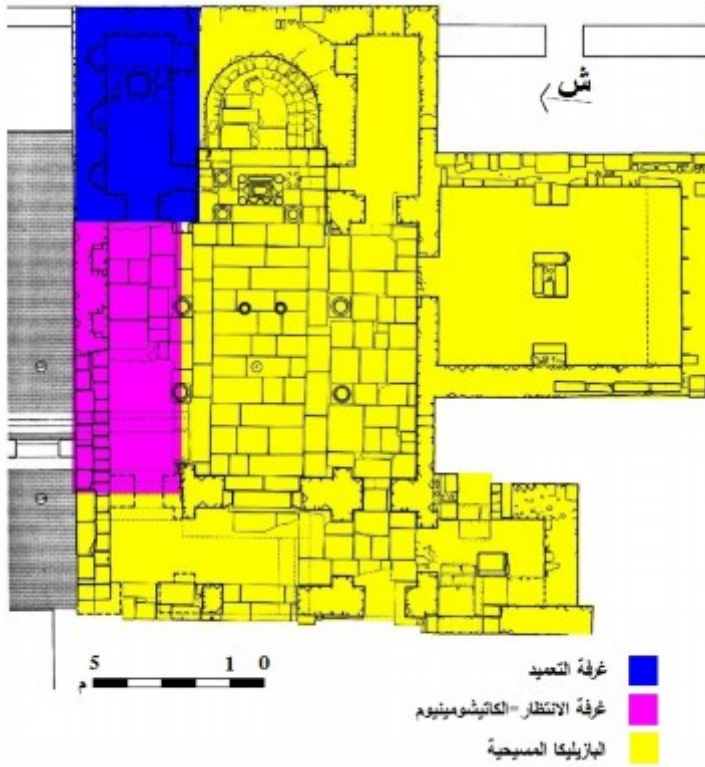 ش
5 1 0
م
غرفة التعميد
غرفة الانتظار-الكاتيشومينيوم
البازيليكا المسيحية